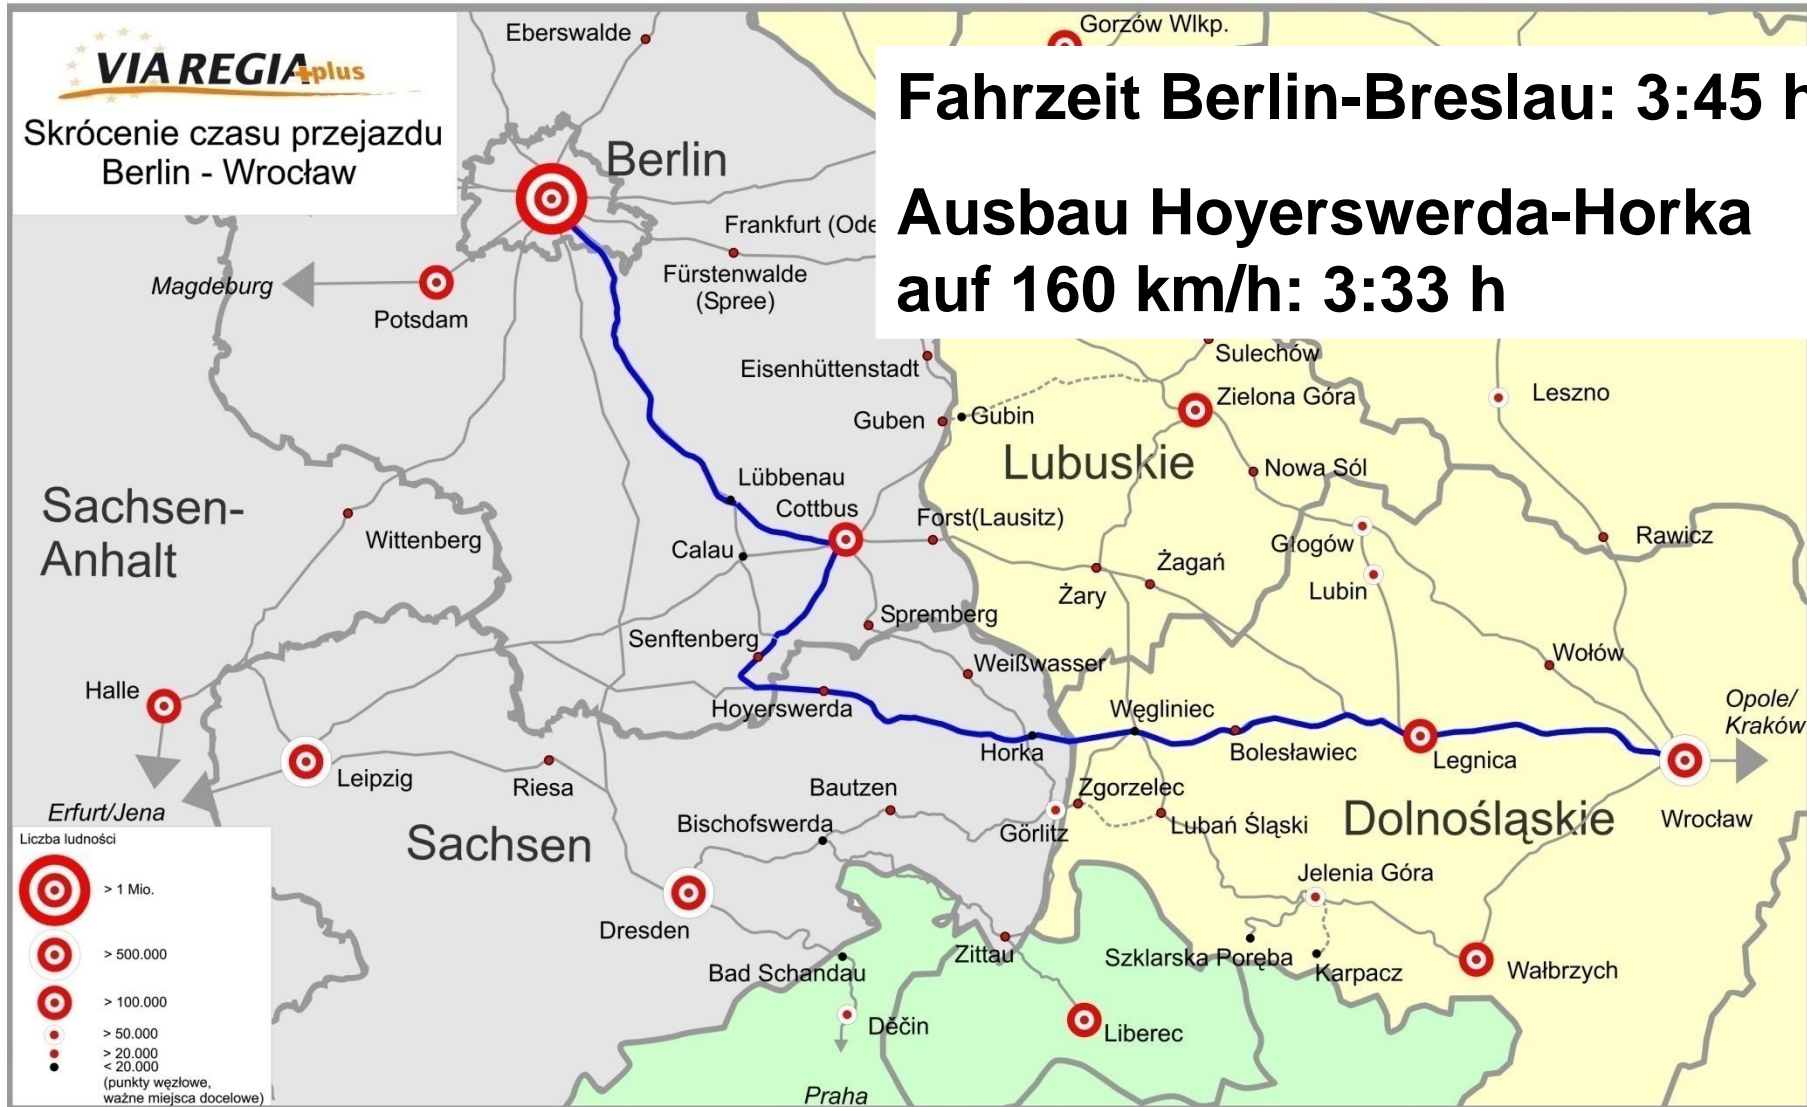 VIA REGIA plus
Skrócenie czasu przejazdu
Berlin - Wrocław
Fahrzeit Berlin-Breslau: 3:45 h
Ausbau Hoyerswerda-Horka
auf 160 km/h: 3:33 h
Eberswalde
Gorzów Wlkp.
Berlin
Frankfurt (Ode
Fürstenwalde
(Spree)
Magdeburg
Potsdam
Eisenhüttenstadt
Sulechów
Zielona Góra
Leszno
Guben
Gubin
Lubuskie
Nowa Sól
Lübbenau
Cottbus
Sachsen-
Anhalt
Wittenberg
Forst(Lausitz)
Calau
Głogów
Rawicz
Żagań
Żary
Lubin
Spremberg
Senftenberg
Weißwasser
Wołów
Halle
Hoyerswerda
Węgliniec
Opole/
Kraków
Horka
Bolesławiec
Legnica
Leipzig
Riesa
Bautzen
Zgorzelec
Erfurt/Jena
Bischofswerda
Görlitz
Lubań Śląski
Dolnośląskie
Wrocław
Sachsen
Jelenia Góra
Dresden
Zittau
Szklarska Poręba
Karpacz
Wałbrzych
Bad Schandau
Děčín
Liberec
Praha
Liczba ludności
> 1 Mio.
> 500.000
> 100.000
> 50.000
> 20.000
< 20.000
(punkty węzłowe,
ważne miejsca docelowe)